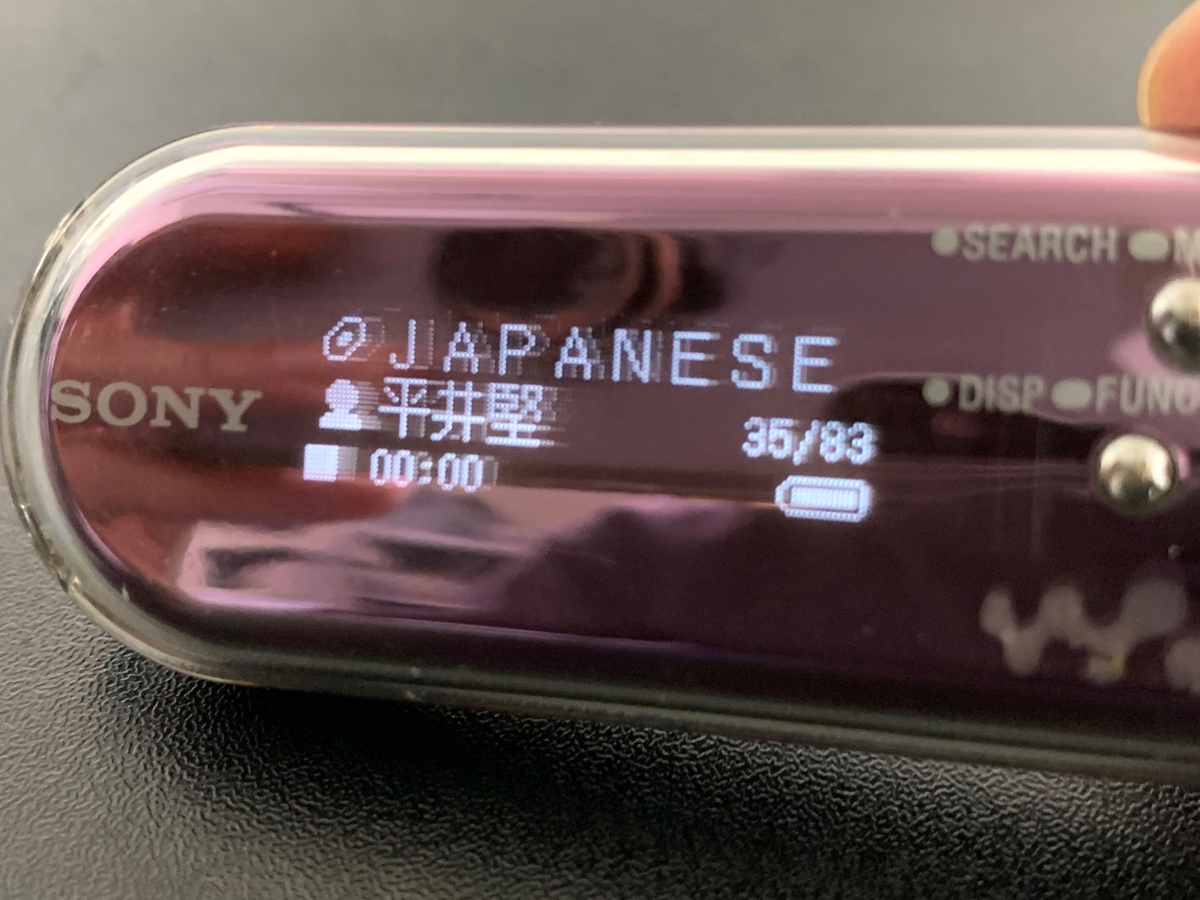 SEARCH
JAPANESE
SONY
平井堅
DISP
FUNC
35/83
00:00